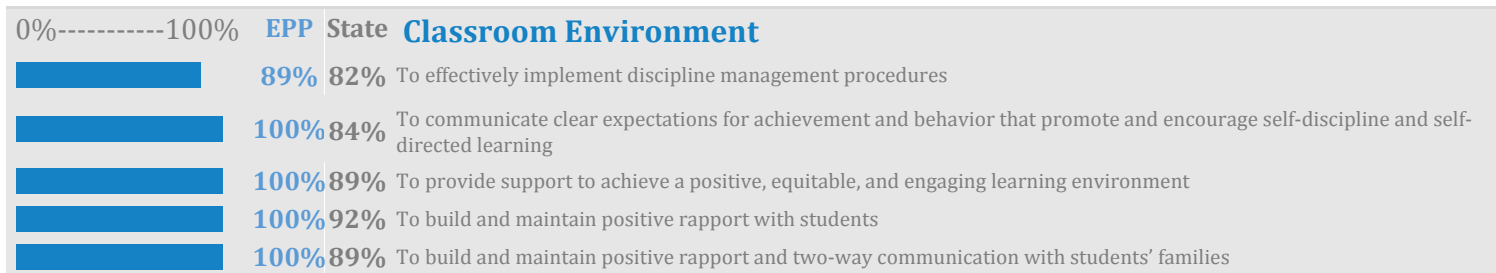 0%-----------100% EPP State Classroom Environment
89% 82% To effectively implement discipline management procedures
100% 84% To communicate clear expectations for achievement and behavior that promote and encourage self-discipline and self-
directed learning
100% 89% To provide support to achieve a positive, equitable, and engaging learning environment
100% 92% To build and maintain positive rapport with students
100% 89% To build and maintain positive rapport and two-way communication with students’ families